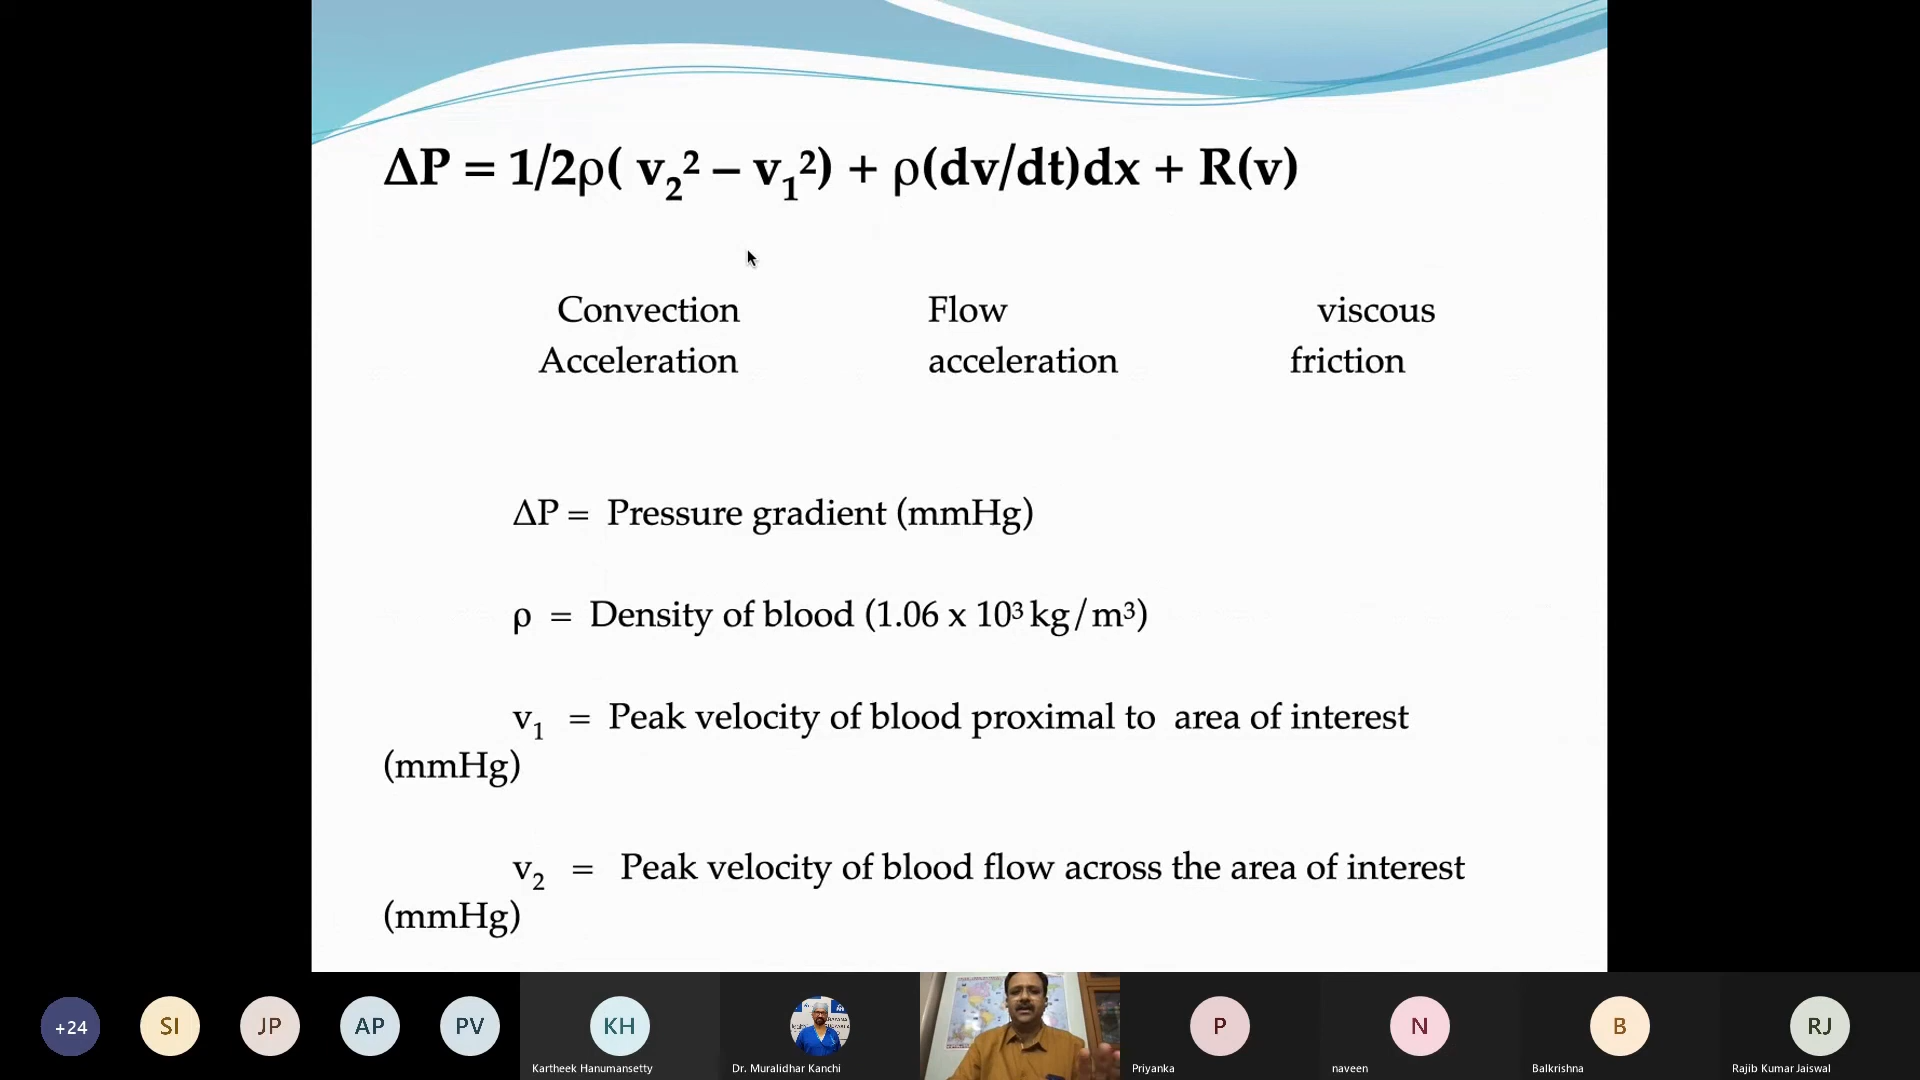 ΔP = 1/2ρ( v₂² – v₁²) + ρ(dv/dt)dx + R(v)
Convection Flow viscous
Acceleration acceleration friction
ΔP = Pressure gradient (mmHg)
ρ = Density of blood (1.06 x 10³ kg/m³)
v₁ = Peak velocity of blood proximal to area of interest
(mmHg)
v₂ = Peak velocity of blood flow across the area of interest
(mmHg)
+24 SI JP AP PV KH P N B RJ
Kartheek Hanumansetty Dr. Muralidhar Kanchi Priyanka naveen Balkrishna Rajib Kumar Jaiswal